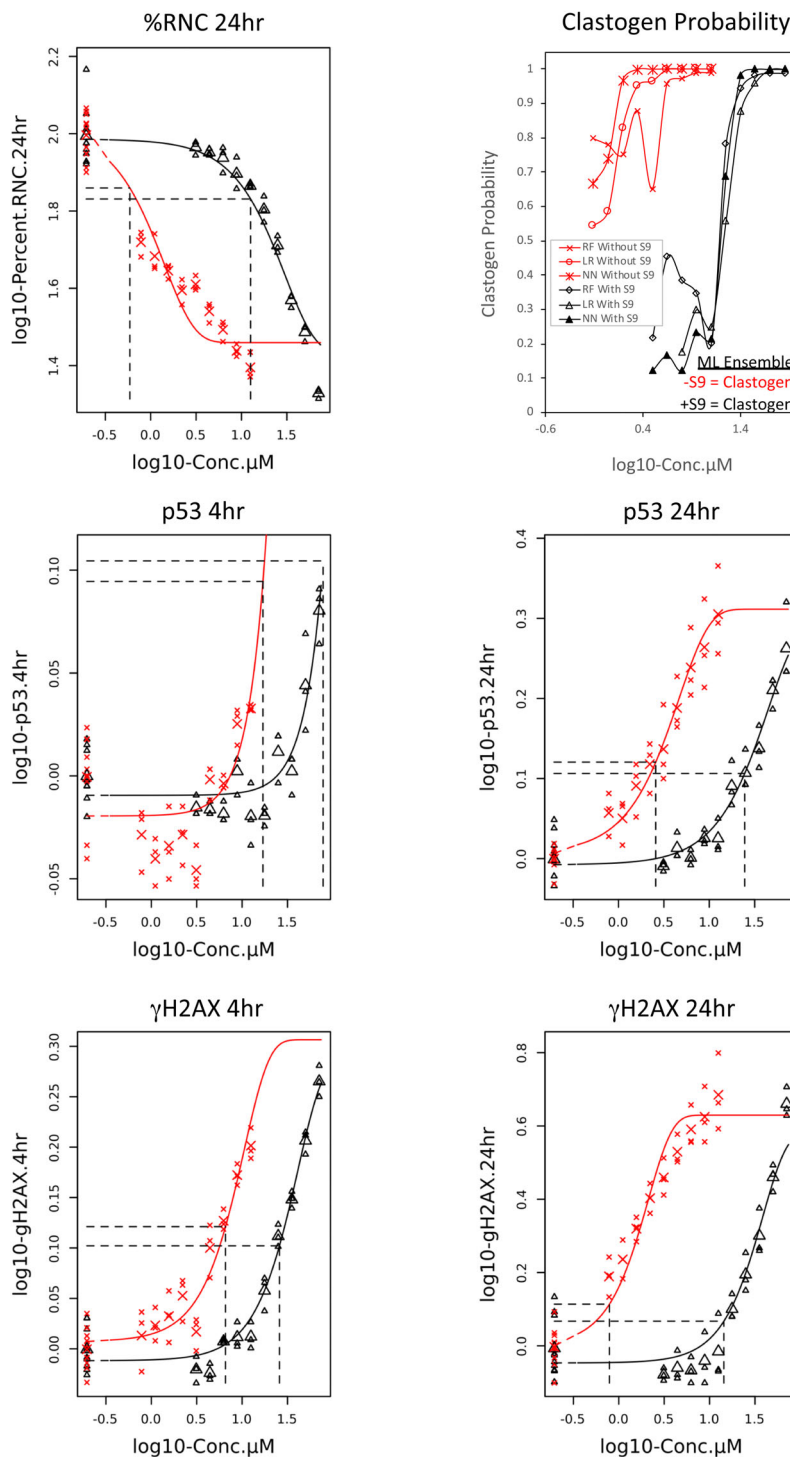 %RNC 24hr
log10-Percent.RNC.24hr
2.2
2.0
1.8
1.6
1.4
-0.5
0.0
0.5
1.0
1.5
log10-Conc.µM
Clastogen Probability
Clastogen Probability
1
0.9
0.8
0.7
0.6
0.5
0.4
0.3
0.2
0.1
0
RF Without S9
LR Without S9
NN Without S9
RF With S9
LR With S9
NN With S9
ML Ensemble
-S9 = Clastogen
+S9 = Clastogen
-0.6
0.4
1.4
log10-Conc.µM
p53 4hr
log10-p53.4hr
0.10
0.05
0.00
-0.05
-0.5
0.0
0.5
1.0
1.5
log10-Conc.µM
p53 24hr
log10-p53.24hr
0.4
0.3
0.2
0.1
0.0
-0.5
0.0
0.5
1.0
1.5
log10-Conc.µM
γH2AX 4hr
log10-gH2AX.4hr
0.30
0.25
0.20
0.15
0.10
0.05
0.00
-0.5
0.0
0.5
1.0
1.5
log10-Conc.µM
γH2AX 24hr
log10-gH2AX.24hr
0.8
0.6
0.4
0.2
0.0
-0.5
0.0
0.5
1.0
1.5
log10-Conc.µM